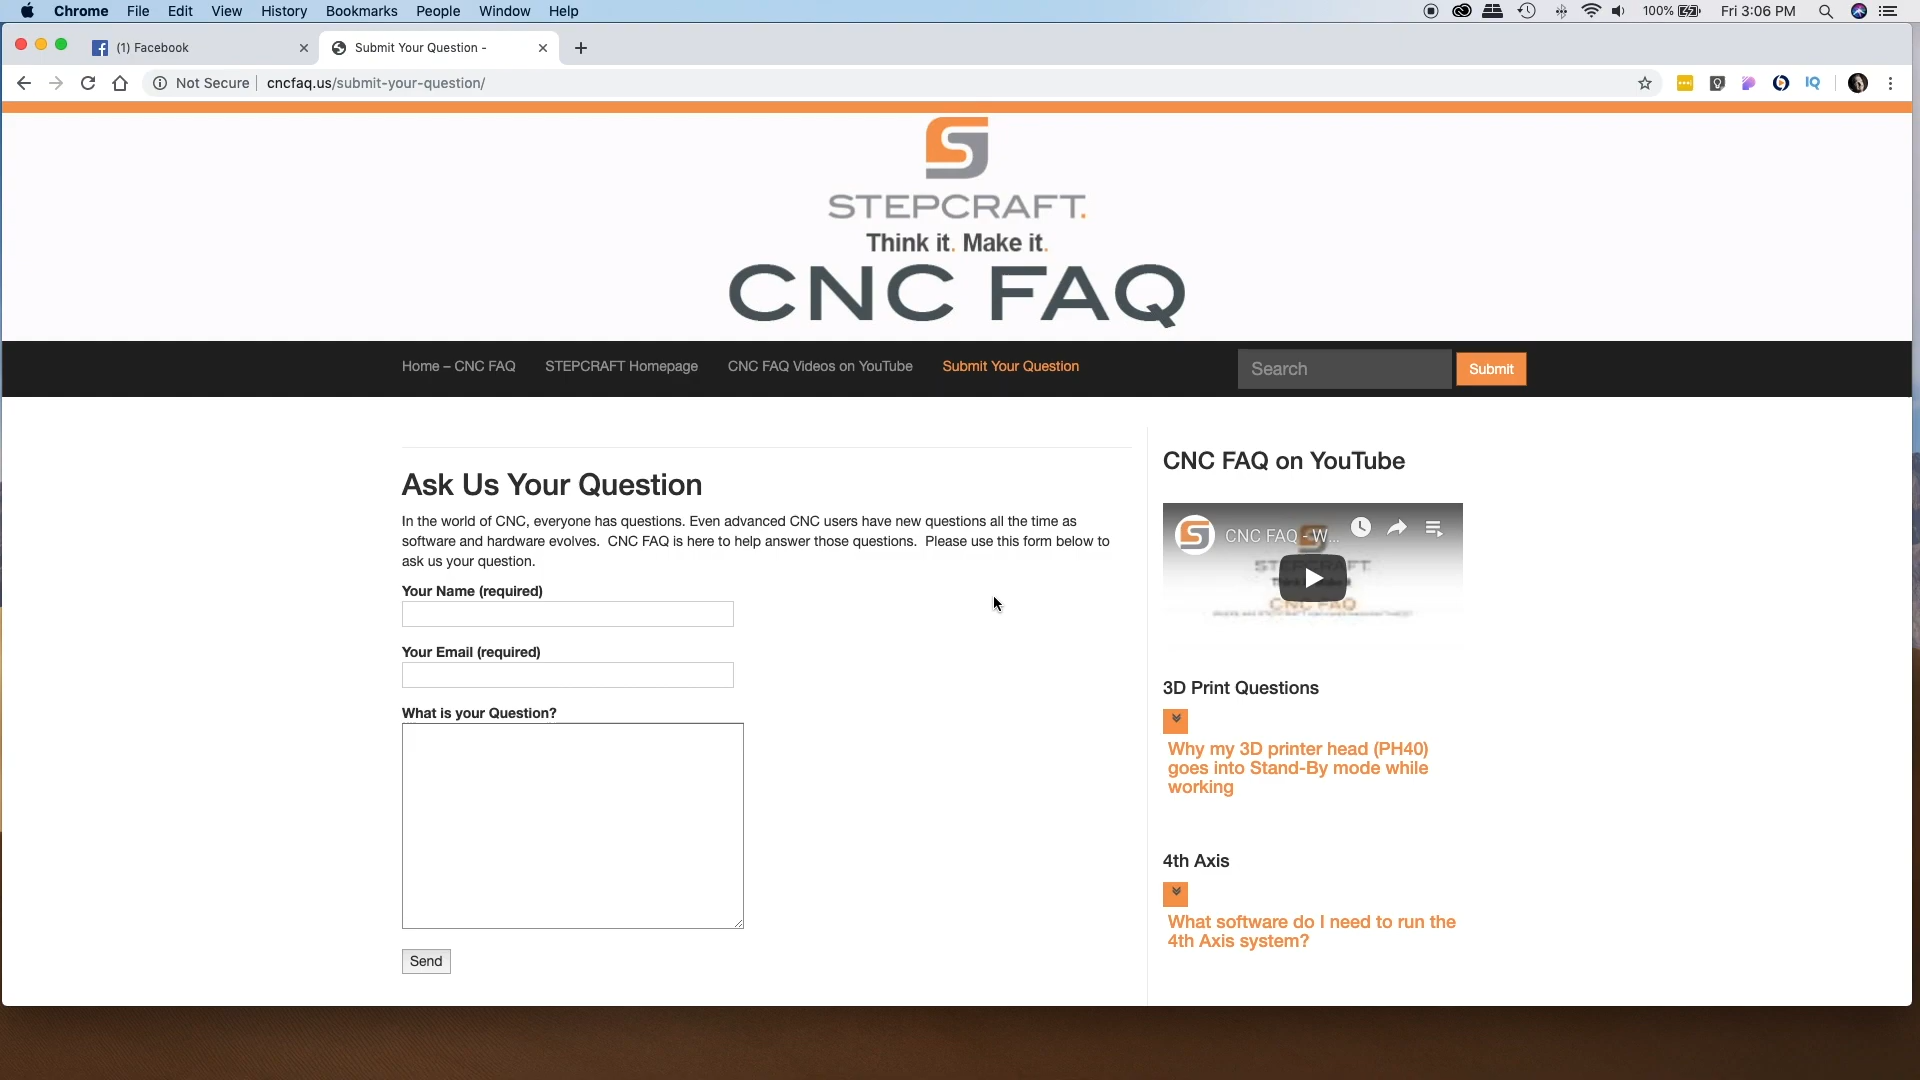 Chrome File Edit View History Bookmarks People Window Help 100% Fri 3:06 PM
(1) Facebook
Submit Your Question -
Not Secure cncfaq.us/submit-your-question/
IQ
STEPCRAFT.
Think it. Make it.
CNC FAQ
Home – CNC FAQ STEPCRAFT Homepage CNC FAQ Videos on YouTube Submit Your Question Search Submit
Ask Us Your Question
In the world of CNC, everyone has questions. Even advanced CNC users have new questions all the time as
software and hardware evolves. CNC FAQ is here to help answer those questions. Please use this form below to
ask us your question.
Your Name (required)
Your Email (required)
What is your Question?
Send
CNC FAQ on YouTube
CNC FAQ - W...
STEPCRAFT
CNC FAQ
3D Print Questions
Why my 3D printer head (PH40)
goes into Stand-By mode while
working
4th Axis
What software do I need to run the
4th Axis system?